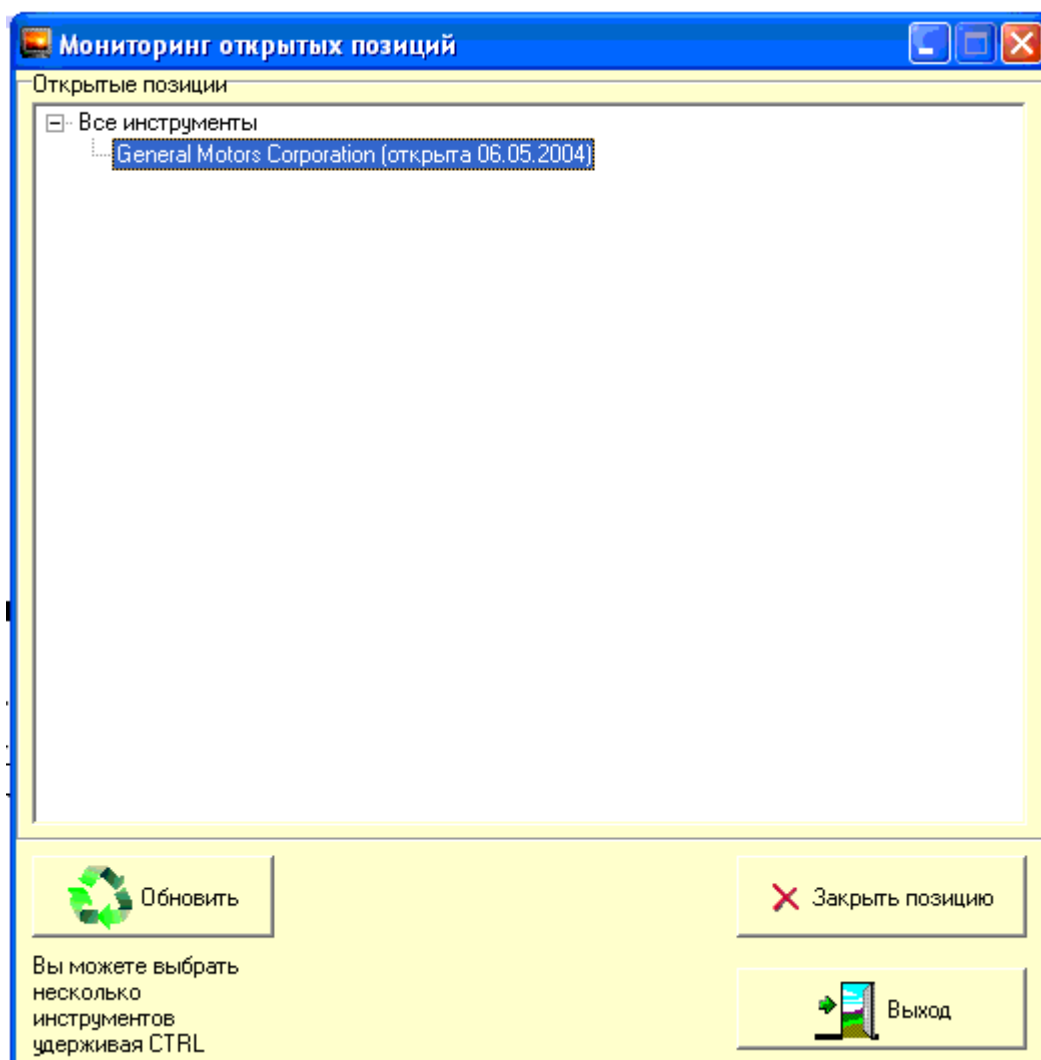 Мониторинг открытых позиций
Открытые позиции
Все инструменты
General Motors Corporation (открыта 06.05.2004)
Обновить
Закрыть позицию
Вы можете выбрать
несколько
инструментов
удерживая CTRL
Выход